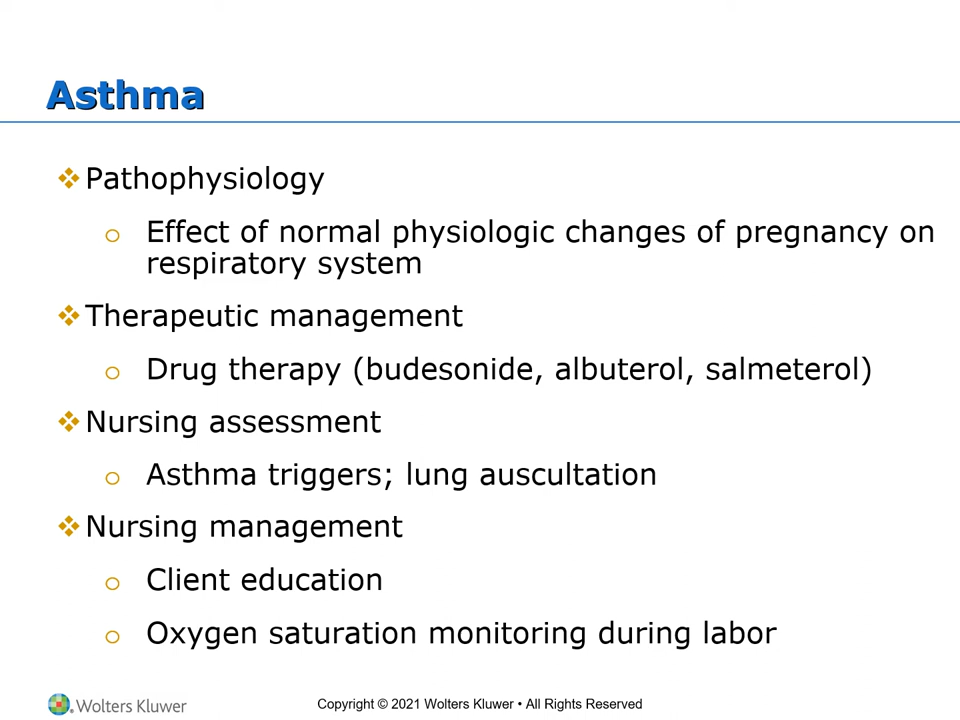 Asthma
❖Pathophysiology
o Effect of normal physiologic changes of pregnancy on
respiratory system
❖Therapeutic management
o Drug therapy (budesonide, albuterol, salmeterol)
❖Nursing assessment
o Asthma triggers; lung auscultation
❖Nursing management
o Client education
o Oxygen saturation monitoring during labor
Wolters Kluwer
Copyright © 2021 Wolters Kluwer • All Rights Reserved